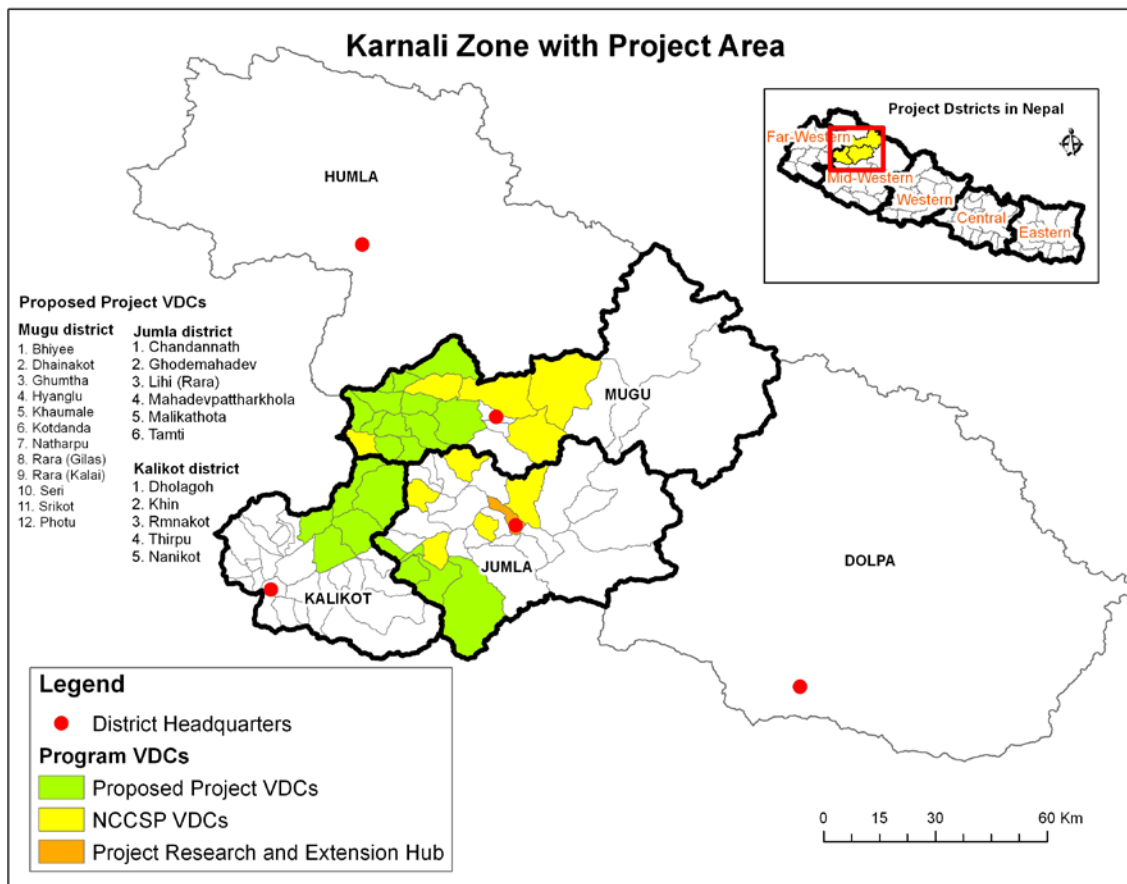 Karnali Zone with Project Area
Project Dstricts in Nepal
Far-Western
Mid-Western
Western
Central
Eastern
HUMLA
MUGU
DOLPA
JUMLA
KALIKOT
Proposed Project VDCs
Mugu district
1. Bhiyee
2. Dhainakot
3. Ghumtha
4. Hyanglu
5. Khaumale
6. Kotdanda
7. Natharpu
8. Rara (Gilas)
9. Rara (Kalai)
10. Seri
11. Srikot
12. Photu
Jumla district
1. Chandannath
2. Ghodemahadev
3. Lihi (Rara)
4. Mahadevpattharkhola
5. Malikathota
6. Tamti
Kalikot district
1. Dholagoh
2. Khin
3. Rmnakot
4. Thirpu
5. Nanikot
Legend
District Headquarters
Program VDCs
Proposed Project VDCs
NCCSP VDCs
Project Research and Extension Hub
0 15 30 60 Km